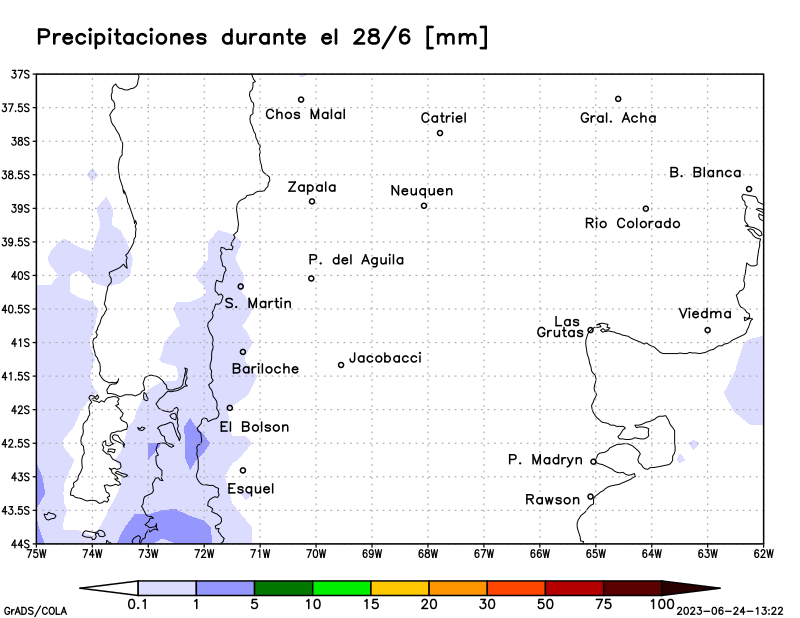 Precipitaciones durante el 28/6 [mm]
37S
37.5S
Chos Malal
Catriel
Gral. Acha
38S
38.5S
B. Blanca
Zapala
Neuquen
39S
Rio Colorado
39.5S
P. del Aguila
40S
S. Martin
40.5S
Viedma
Las
Grutas
41S
Jacobacci
Bariloche
41.5S
42S
El Bolson
42.5S
P. Madryn
43S
Esquel
Rawson
43.5S
44S
75W 74W 73W 72W 71W 70W 69W 68W 67W 66W 65W 64W 63W 62W
0.1 1 5 10 15 20 30 50 75 100
GrADS/COLA
2023-06-24-13:22